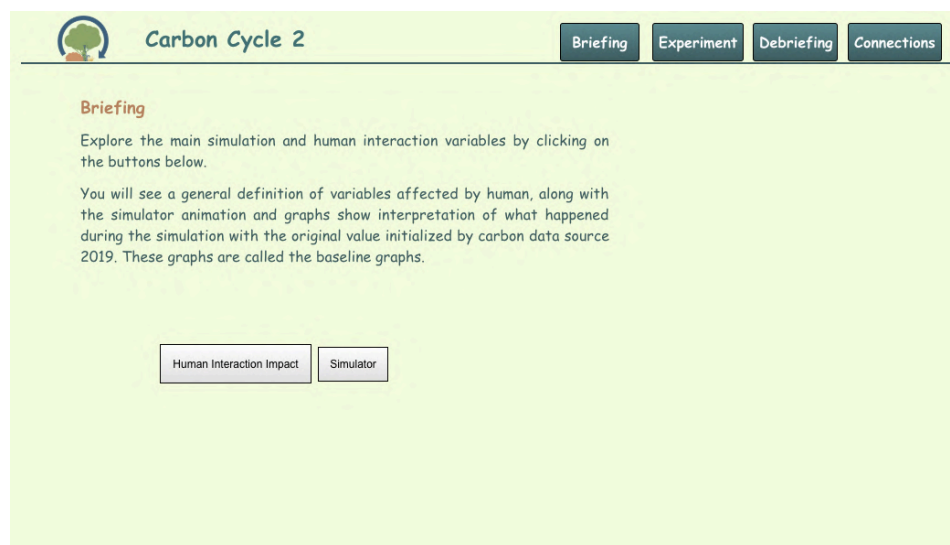 Carbon Cycle 2
Briefing
Experiment
Debriefing
Connections
Briefing
Explore the main simulation and human interaction variables by clicking on
the buttons below.
You will see a general definition of variables affected by human, along with
the simulator animation and graphs show interpretation of what happened
during the simulation with the original value initialized by carbon data source
2019. These graphs are called the baseline graphs.
Human Interaction Impact
Simulator